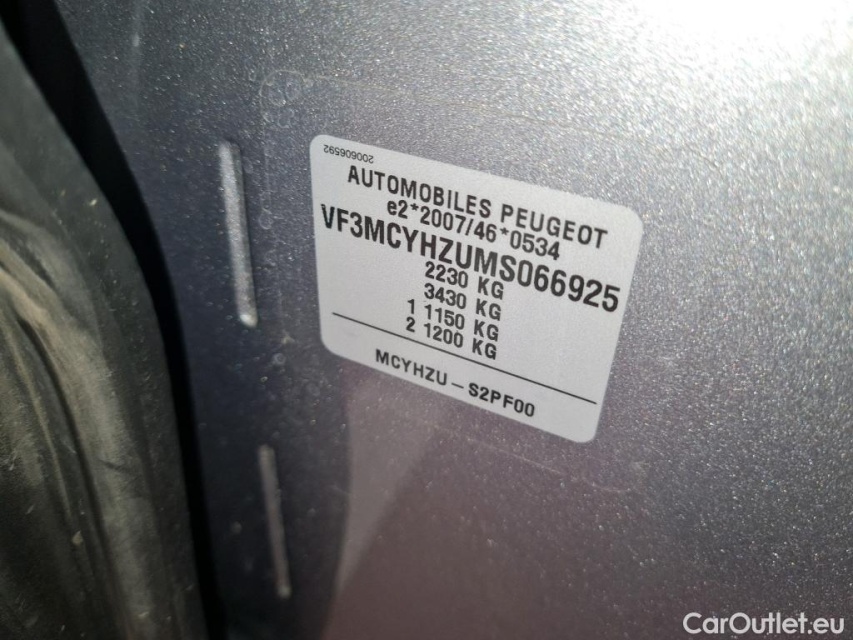 200606592
AUTOMOBILES PEUGEOT
e2*2007/46*0534
VF3MCYHZUMS066925
2230 KG
3430 KG
1 1150 KG
2 1200 KG
MCYHZU - S2PF00
CarOutlet.eu